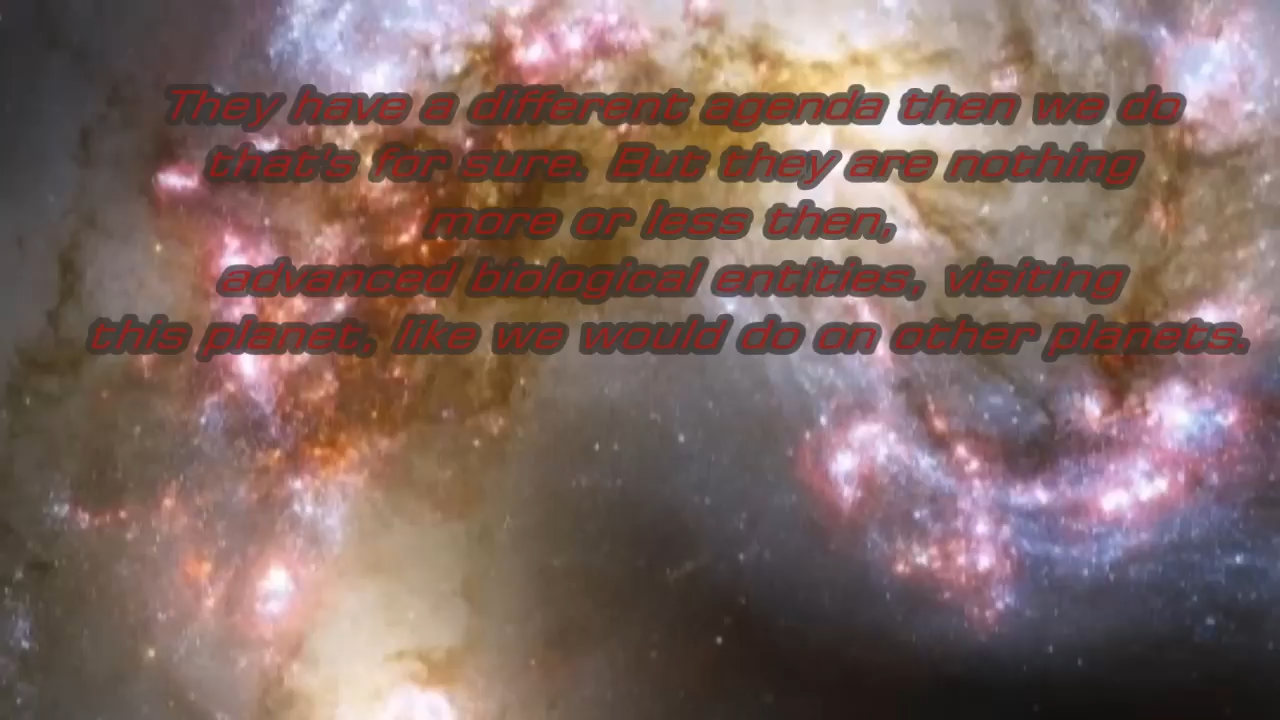 They have a different agenda then we do
that's for sure. But they are nothing
more or less then,
advanced biological entities, visiting
this planet, like we would do on other planets.